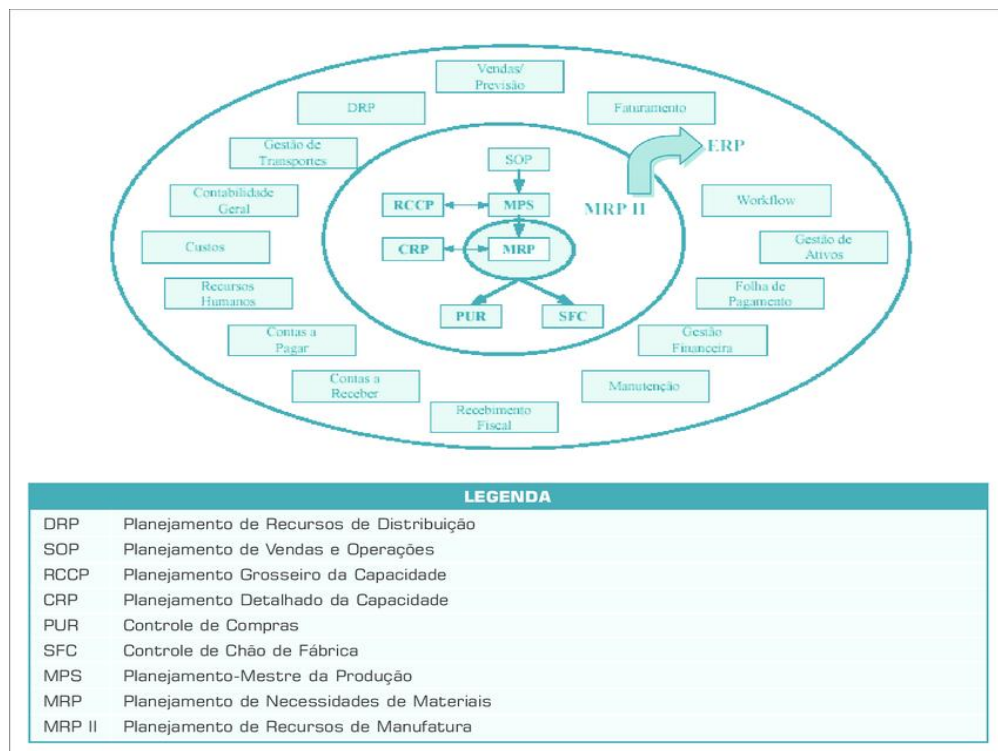 Vendas/
Previsão
DRP
Faturamento
Gestão de
Transportes
SOP
ERP
Contabilidade
Geral
RCCP
MPS
MRP II
Workflow
Custos
CRP
MRP
Gestão de
Ativos
Recursos
Humanos
Folha de
Pagamento
PUR
SFC
Contas a
Pagar
Gestão
Financeira
Contas a
Receber
Manutenção
Recebimento
Fiscal
LEGENDA
DRP Planejamento de Recursos de Distribuição
SOP Planejamento de Vendas e Operações
RCCP Planejamento Grosseiro da Capacidade
CRP Planejamento Detalhado da Capacidade
PUR Controle de Compras
SFC Controle de Chão de Fábrica
MPS Planejamento-Mestre da Produção
MRP Planejamento de Necessidades de Materiais
MRP II Planejamento de Recursos de Manufatura